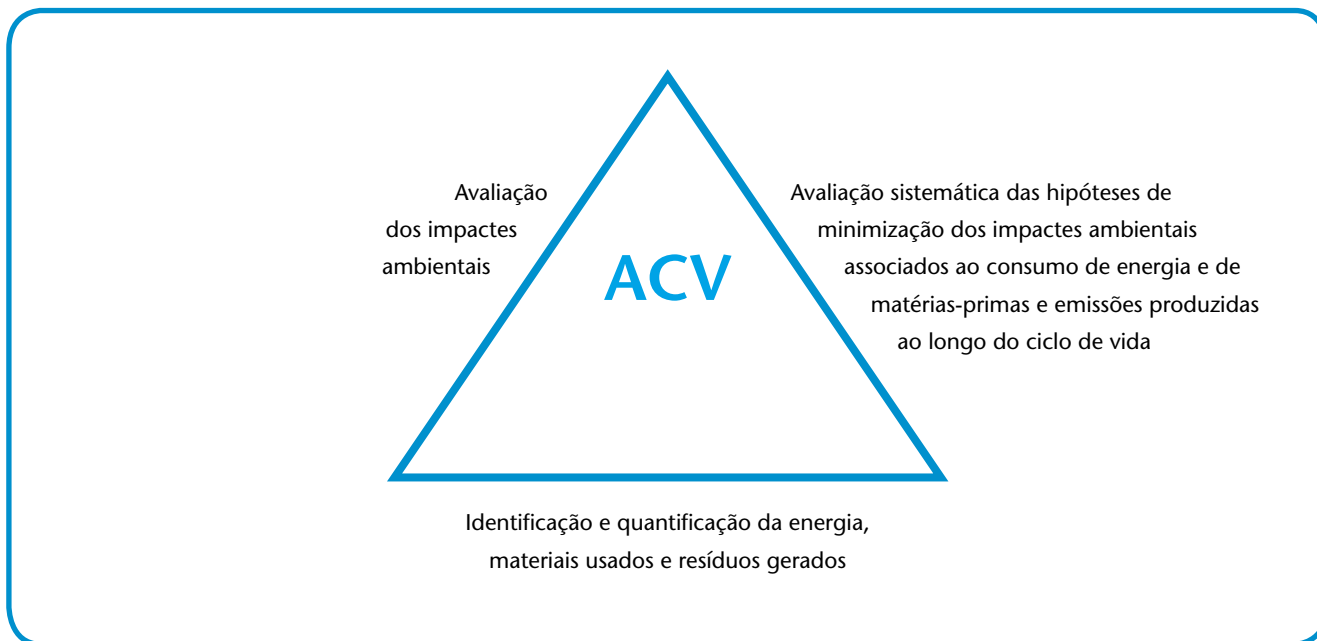 Avaliação
dos impactes
ambientais
ACV
Avaliação sistemática das hipóteses de
minimização dos impactes ambientais
associados ao consumo de energia e de
matérias-primas e emissões produzidas
ao longo do ciclo de vida
Identificação e quantificação da energia,
materiais usados e resíduos gerados